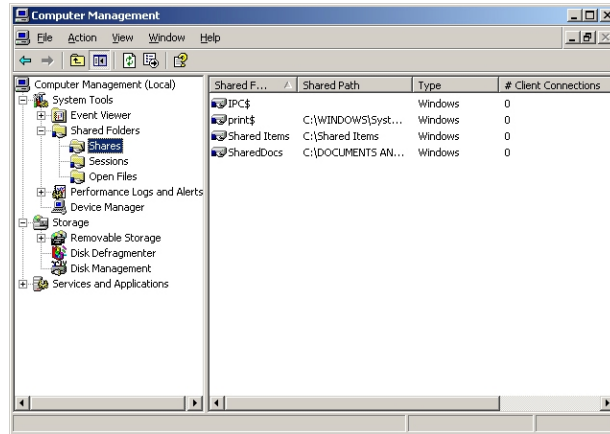 Computer Management
File Action View Window Help
Computer Management (Local)
System Tools
Event Viewer
Shared Folders
Shares
Sessions
Open Files
Performance Logs and Alerts
Device Manager
Storage
Removable Storage
Disk Defragmenter
Disk Management
Services and Applications
Shared F... Shared Path Type # Client Connections
IPC$ Windows 0
print$ C:\WINDOWS\Syst... Windows 0
Shared Items C:\Shared Items Windows 0
SharedDocs C:\DOCUMENTS AN... Windows 0